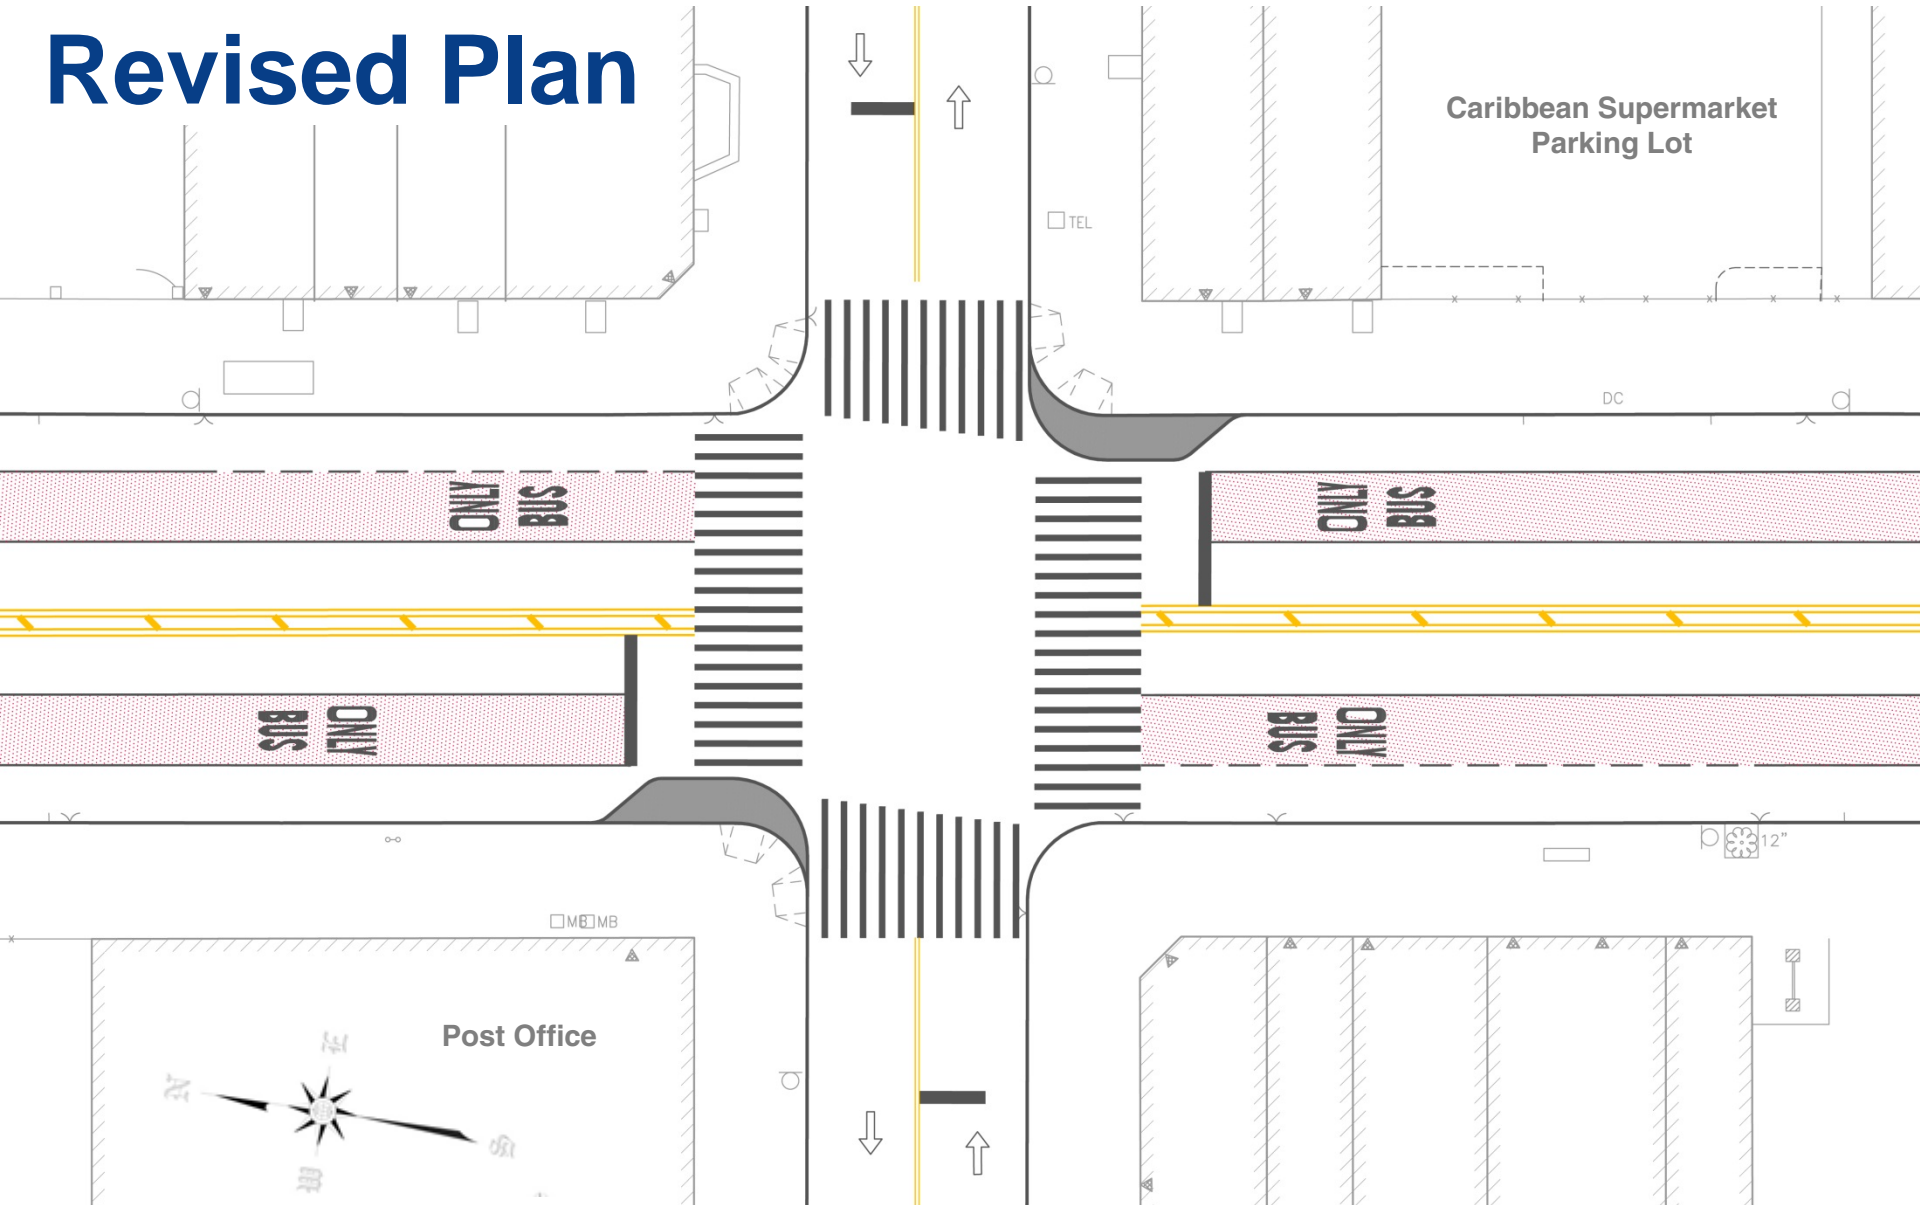 Revised Plan
Caribbean Supermarket
Parking Lot
TEL
DC
ONLY
BUS
ONLY
BUS
BUS
ONLY
BUS
ONLY
12"
MB
MB
Post Office
N
E
S
W